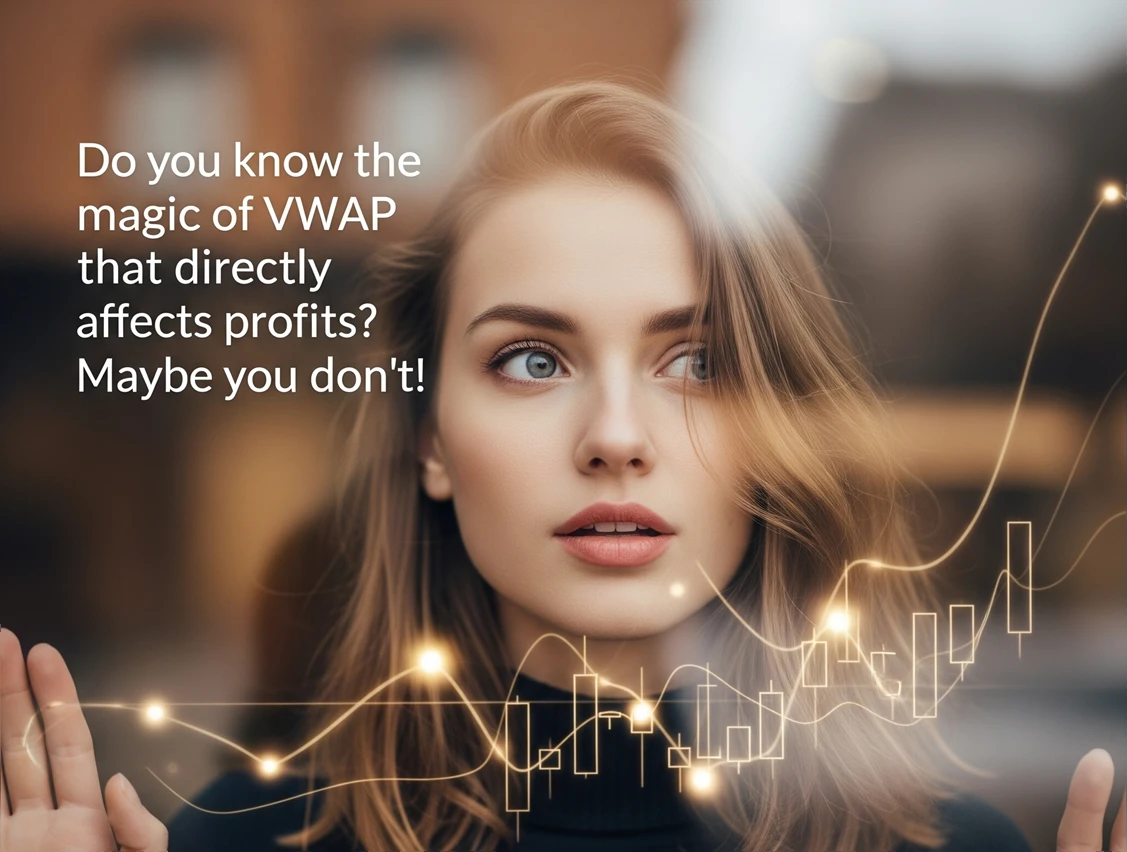 Do you know the
magic of VWAP
that directly
affects profits?
Maybe you don't!